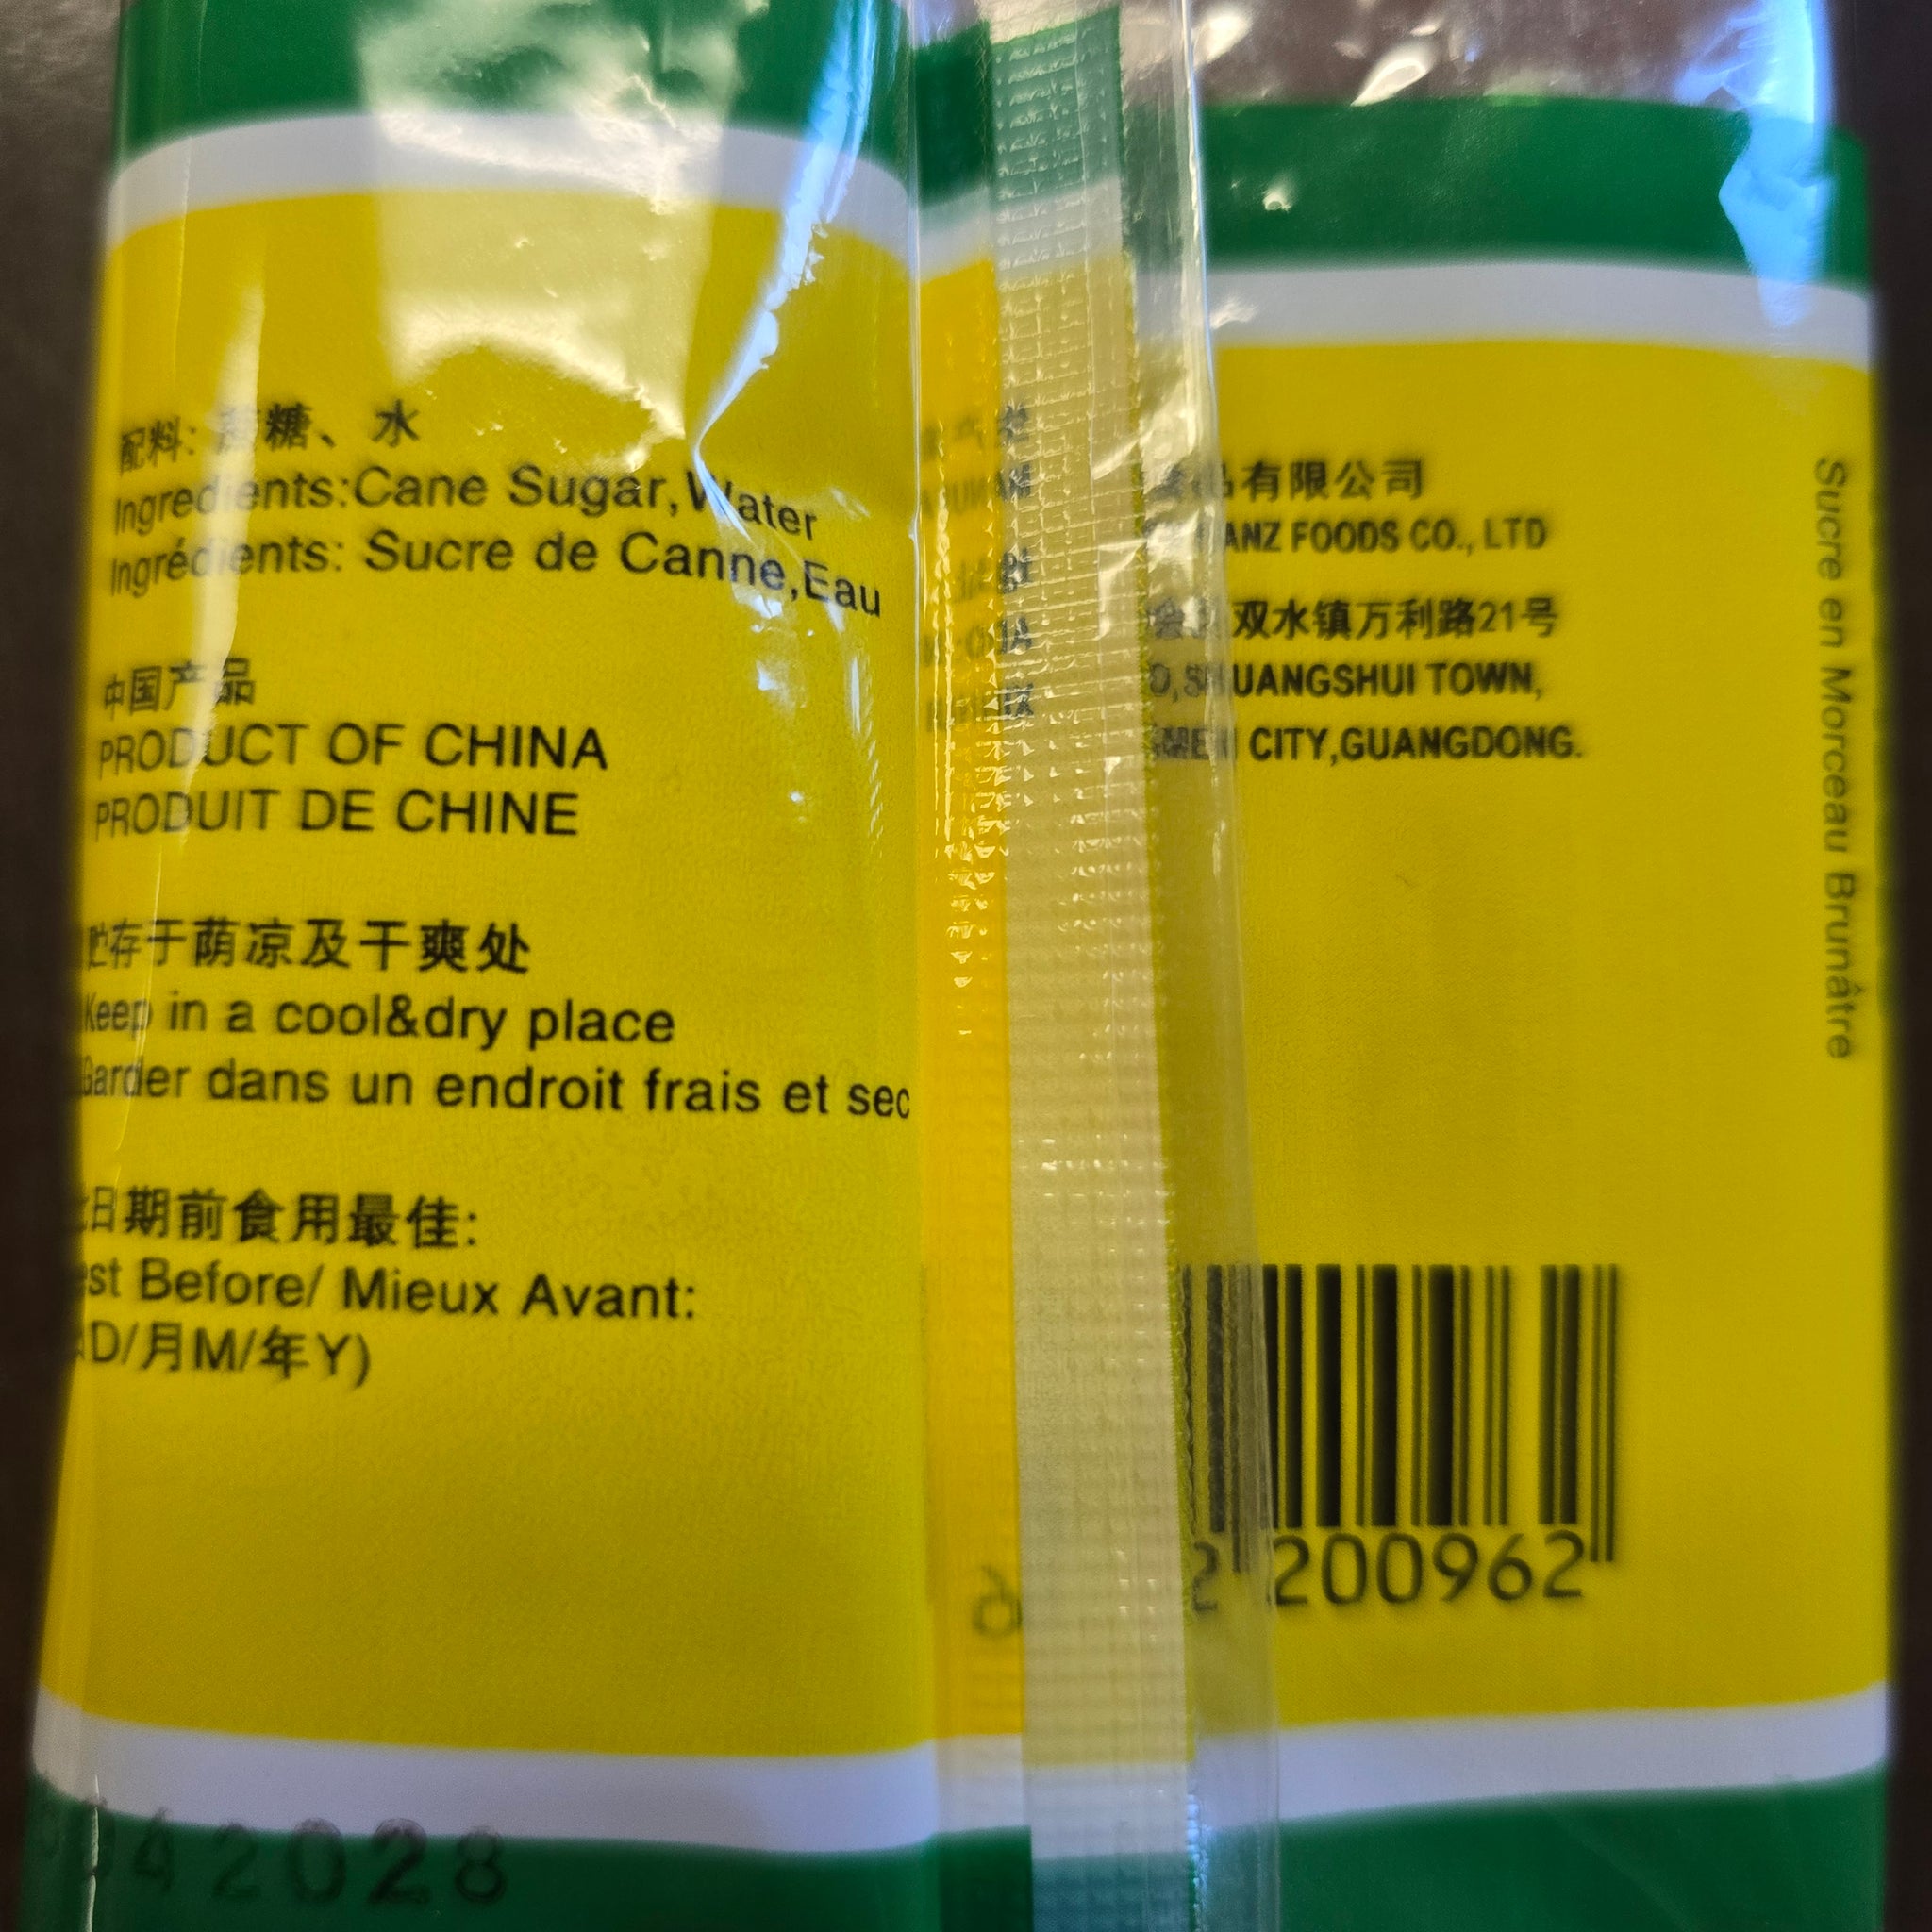 配料: 蔗糖、水
Ingredients:Cane Sugar,Water
Ingrédients: Sucre de Canne,Eau
中国产品
PRODUCT OF CHINA
PRODUIT DE CHINE
贮存于荫凉及干爽处
Keep in a cool&dry place
Garder dans un endroit frais et sec
日期前食用最佳:
Before/ Mieux Avant:
D/月M/年Y)
042028
品有限公司
FOODS CO., LTD
双水镇万利路21号
SHUANGSHUI TOWN,
CITY,GUANGDONG.
2 200962
Sucre en Morceau Brunâtre